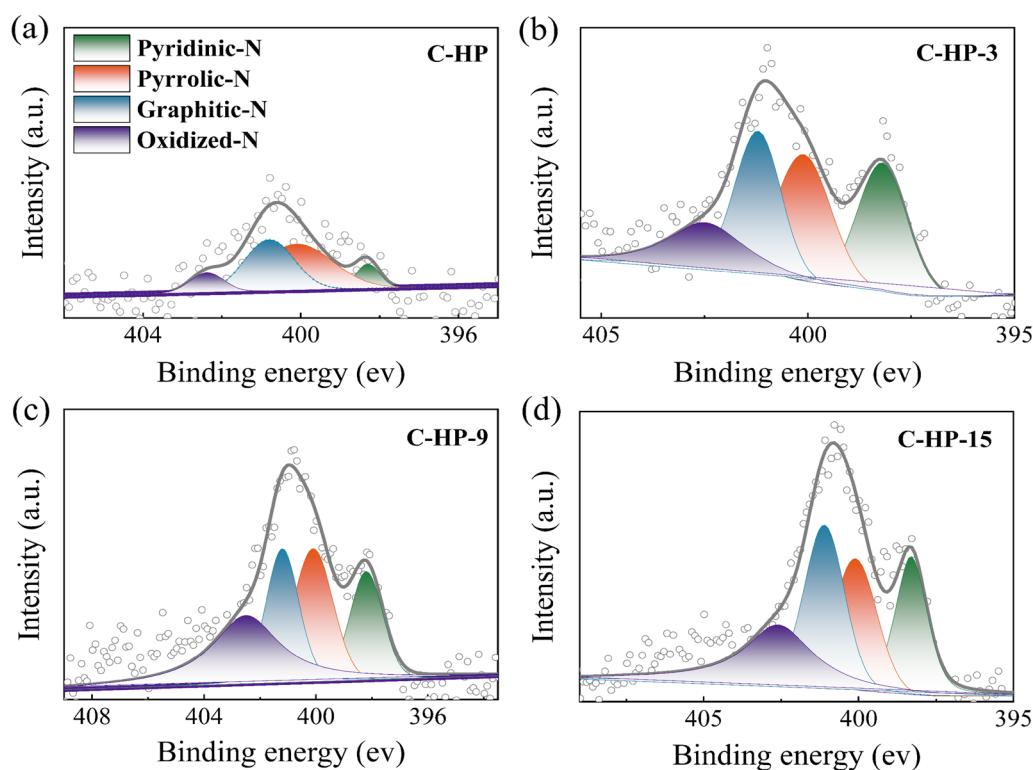 (a)
Pyridinic-N
Pyrrolic-N
Graphitic-N
Oxidized-N
C-HP
Intensity (a.u.)
404
400
396
Binding energy (ev)
(b)
C-HP-3
Intensity (a.u.)
405
400
395
Binding energy (ev)
(c)
C-HP-9
Intensity (a.u.)
408
404
400
396
Binding energy (ev)
(d)
C-HP-15
Intensity (a.u.)
405
400
395
Binding energy (ev)